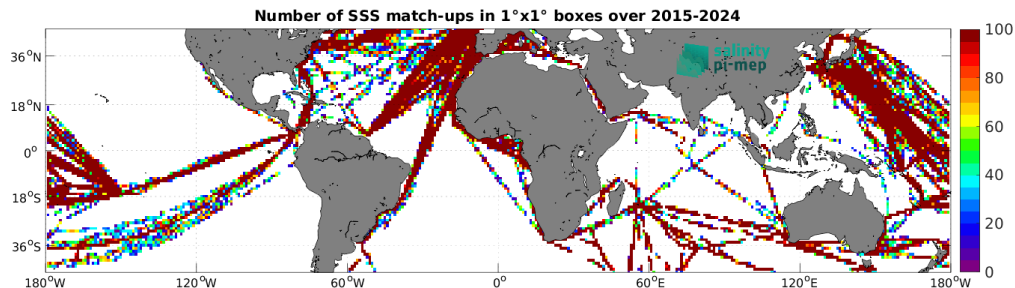 Number of SSS match-ups in 1°x1° boxes over 2015-2024
salinity
pi-mep
36°N
18°N
0°
18°S
36°S
180°W 120°W 60°W 0° 60°E 120°E 180°W
100
80
60
40
20
0